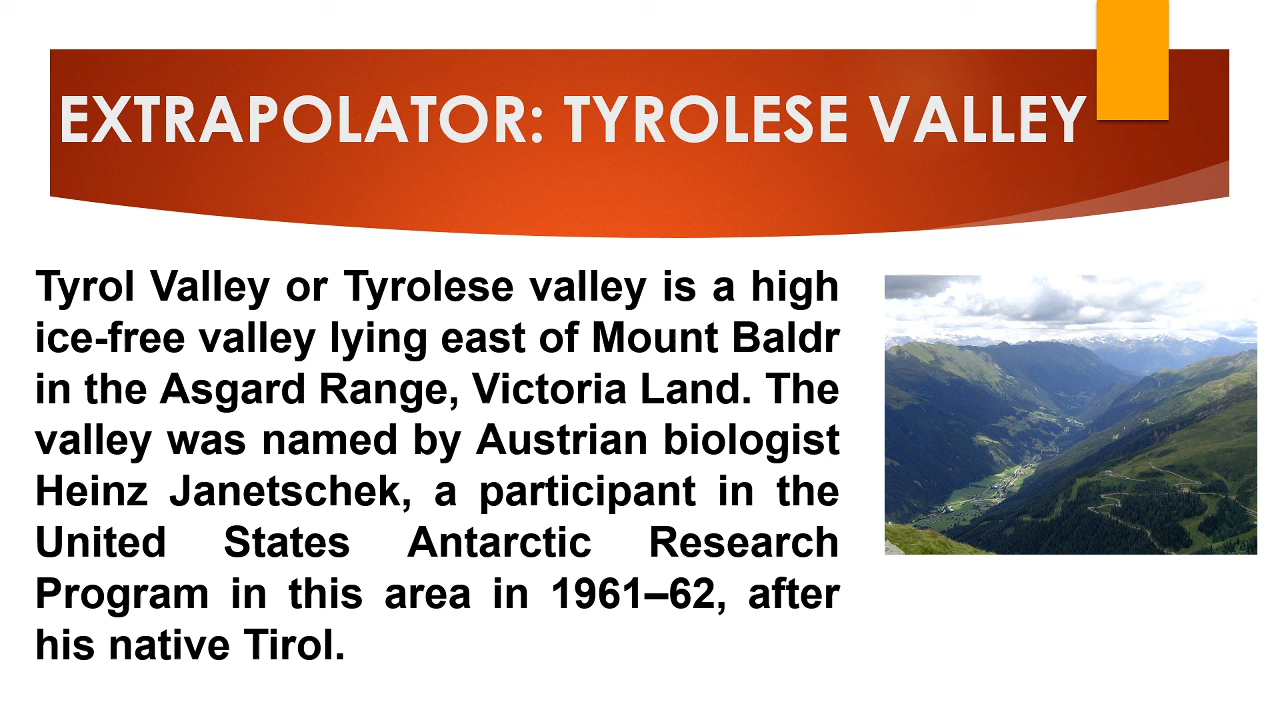 EXTRAPOLATOR: TYROLESE VALLEY
Tyrol Valley or Tyrolese valley is a high
ice-free valley lying east of Mount Baldr
in the Asgard Range, Victoria Land. The
valley was named by Austrian biologist
Heinz Janetschek, a participant in the
United States Antarctic Research
Program in this area in 1961–62, after
his native Tirol.